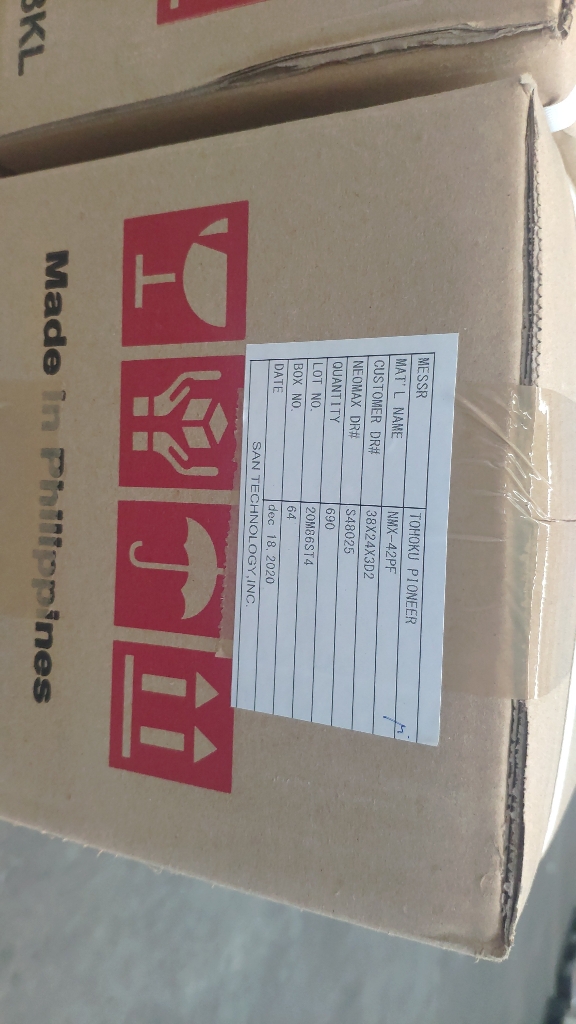 3KL
MESSR TOHOKU PIONEER
MAT'L NAME NMX-42PF
CUSTOMER DR# 38X24X3D2
NEOMAX DR# S48025
QUANTITY 690
LOT NO. 20M86ST4
BOX NO. 64
DATE dec 18. 2020
SAN TECHNOLOGY,INC.
Made in Philippines